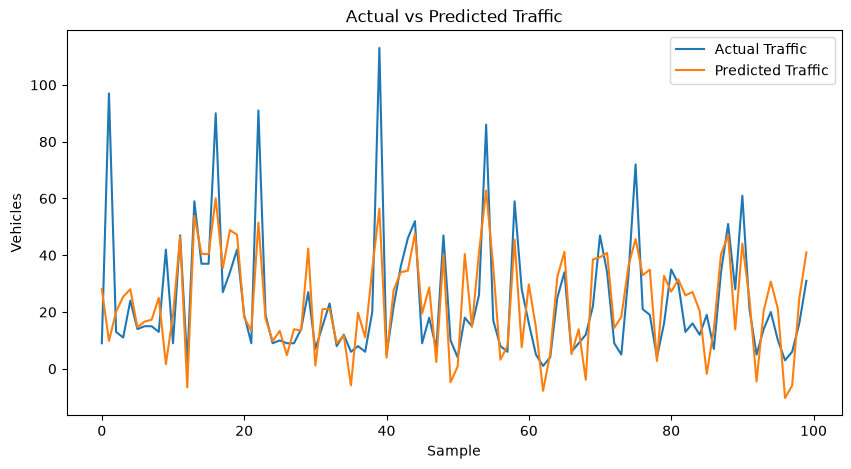 Actual vs Predicted Traffic
Actual Traffic
Predicted Traffic
Vehicles
100
80
60
40
20
0
0 20 40 60 80 100
Sample